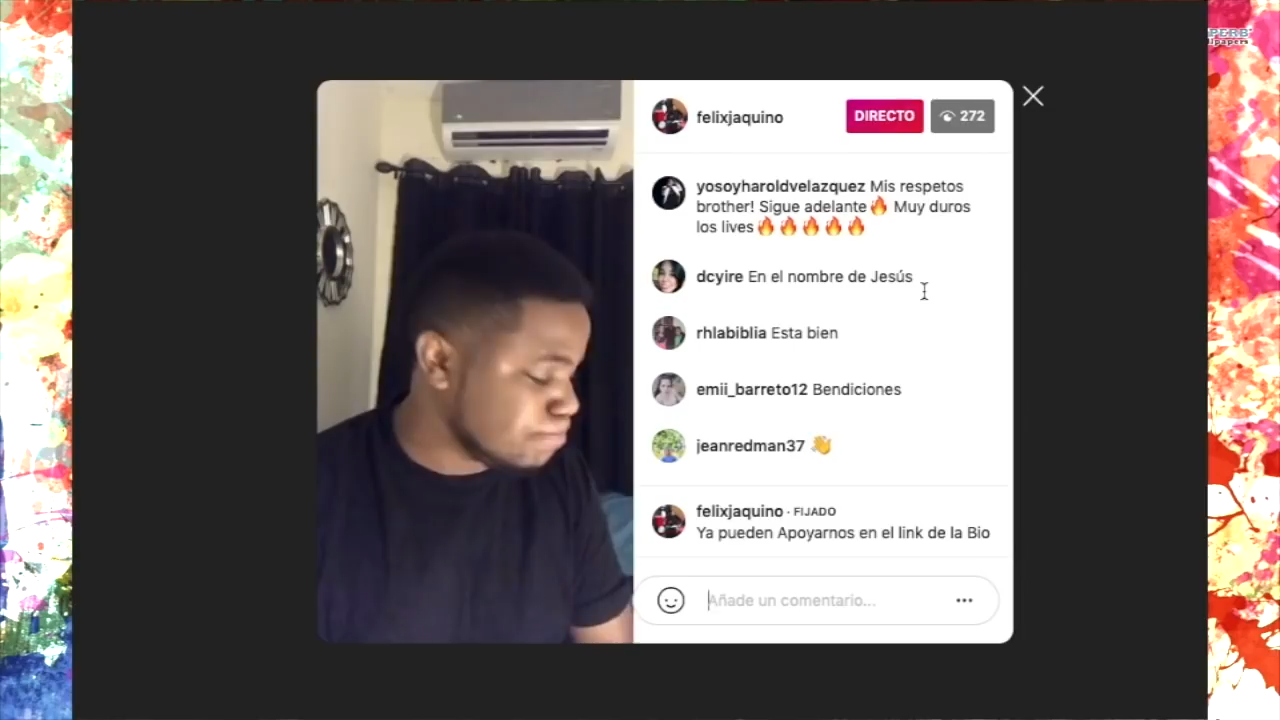 felixjaquino
DIRECTO
272
yosoyharoldvelazquez Mis respetos
brother! Sigue adelante🔥 Muy duros
los lives🔥🔥🔥🔥🔥
dcyire En el nombre de Jesús
rhlabiblia Esta bien
emii_barreto12 Bendiciones
jeanredman37 👏
felixjaquino · FIJADO
Ya pueden Apoyarnos en el link de la Bio
Añade un comentario...